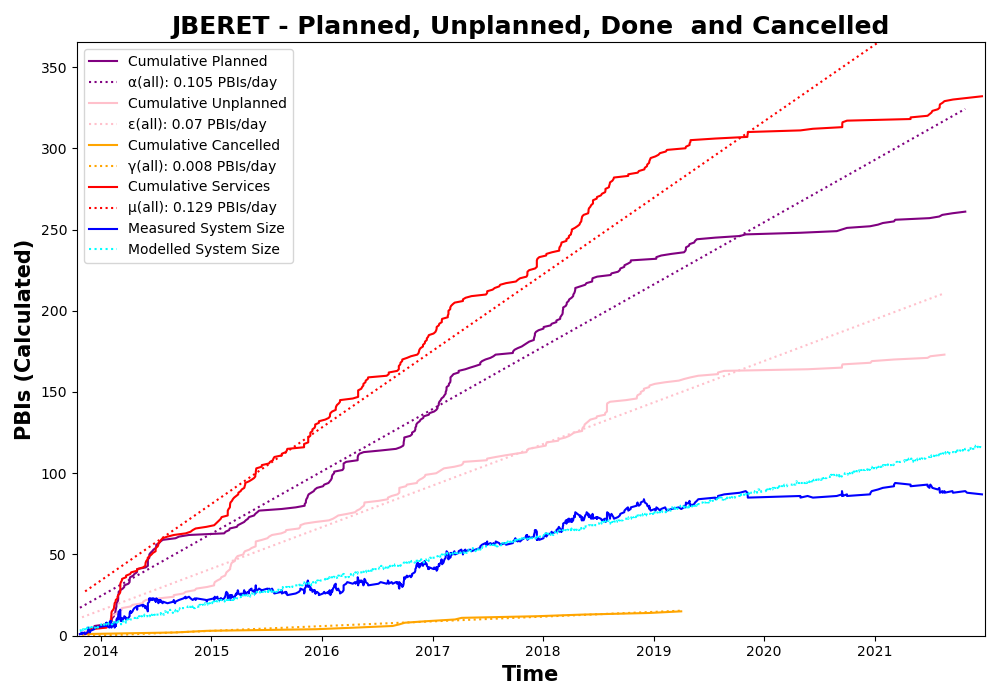 JBERET - Planned, Unplanned, Done  and Cancelled
PBIs (Calculated)
350
300
250
200
150
100
50
0
Cumulative Planned
α(all): 0.105 PBIs/day
Cumulative Unplanned
ε(all): 0.07 PBIs/day
Cumulative Cancelled
γ(all): 0.008 PBIs/day
Cumulative Services
μ(all): 0.129 PBIs/day
Measured System Size
Modelled System Size
2014 2015 2016 2017 2018 2019 2020 2021
Time